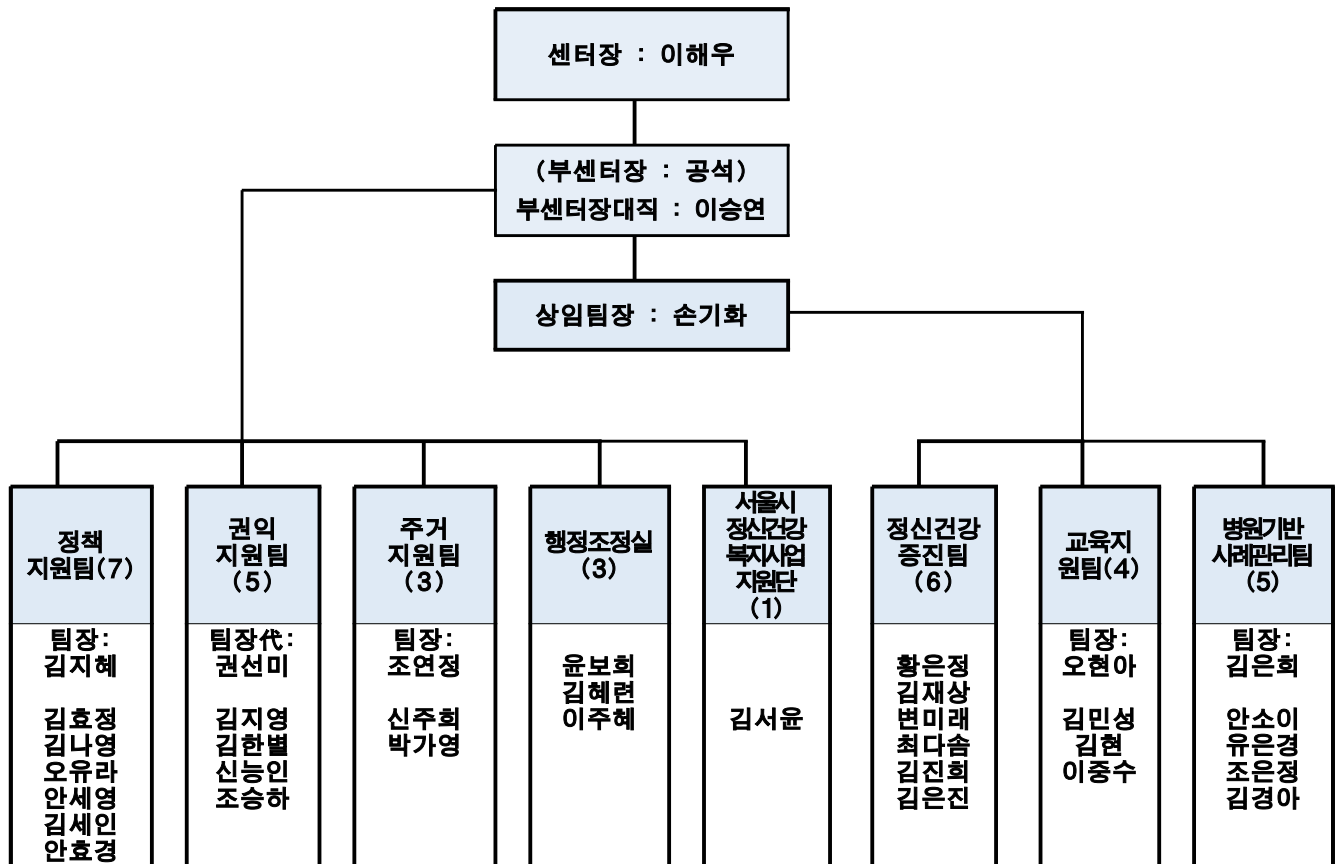 센터장 : 이해우
(부센터장 : 공석)
부센터장대직 : 이승연
상임팀장 : 손기화
정책
지원팀(7)
권익
지원팀
(5)
주거
지원팀
(3)
행정조정실
(3)
서울시
정신건강
복지사업
지원단
(1)
정신건강
증진팀
(6)
교육지
원팀(4)
병원기반
사례관리팀
(5)
팀장:
김지혜
김효정
김나영
오유라
안세영
김세인
안효경
팀장代:
권선미
김지영
김한별
신능인
조승하
팀장:
조연정
신주희
박가영
윤보희
김혜련
이주혜
김서윤
황은정
김재상
변미래
최다솜
김진희
김은진
팀장:
오현아
김민성
김현
이중수
팀장:
김은희
안소이
유은경
조은정
김경아